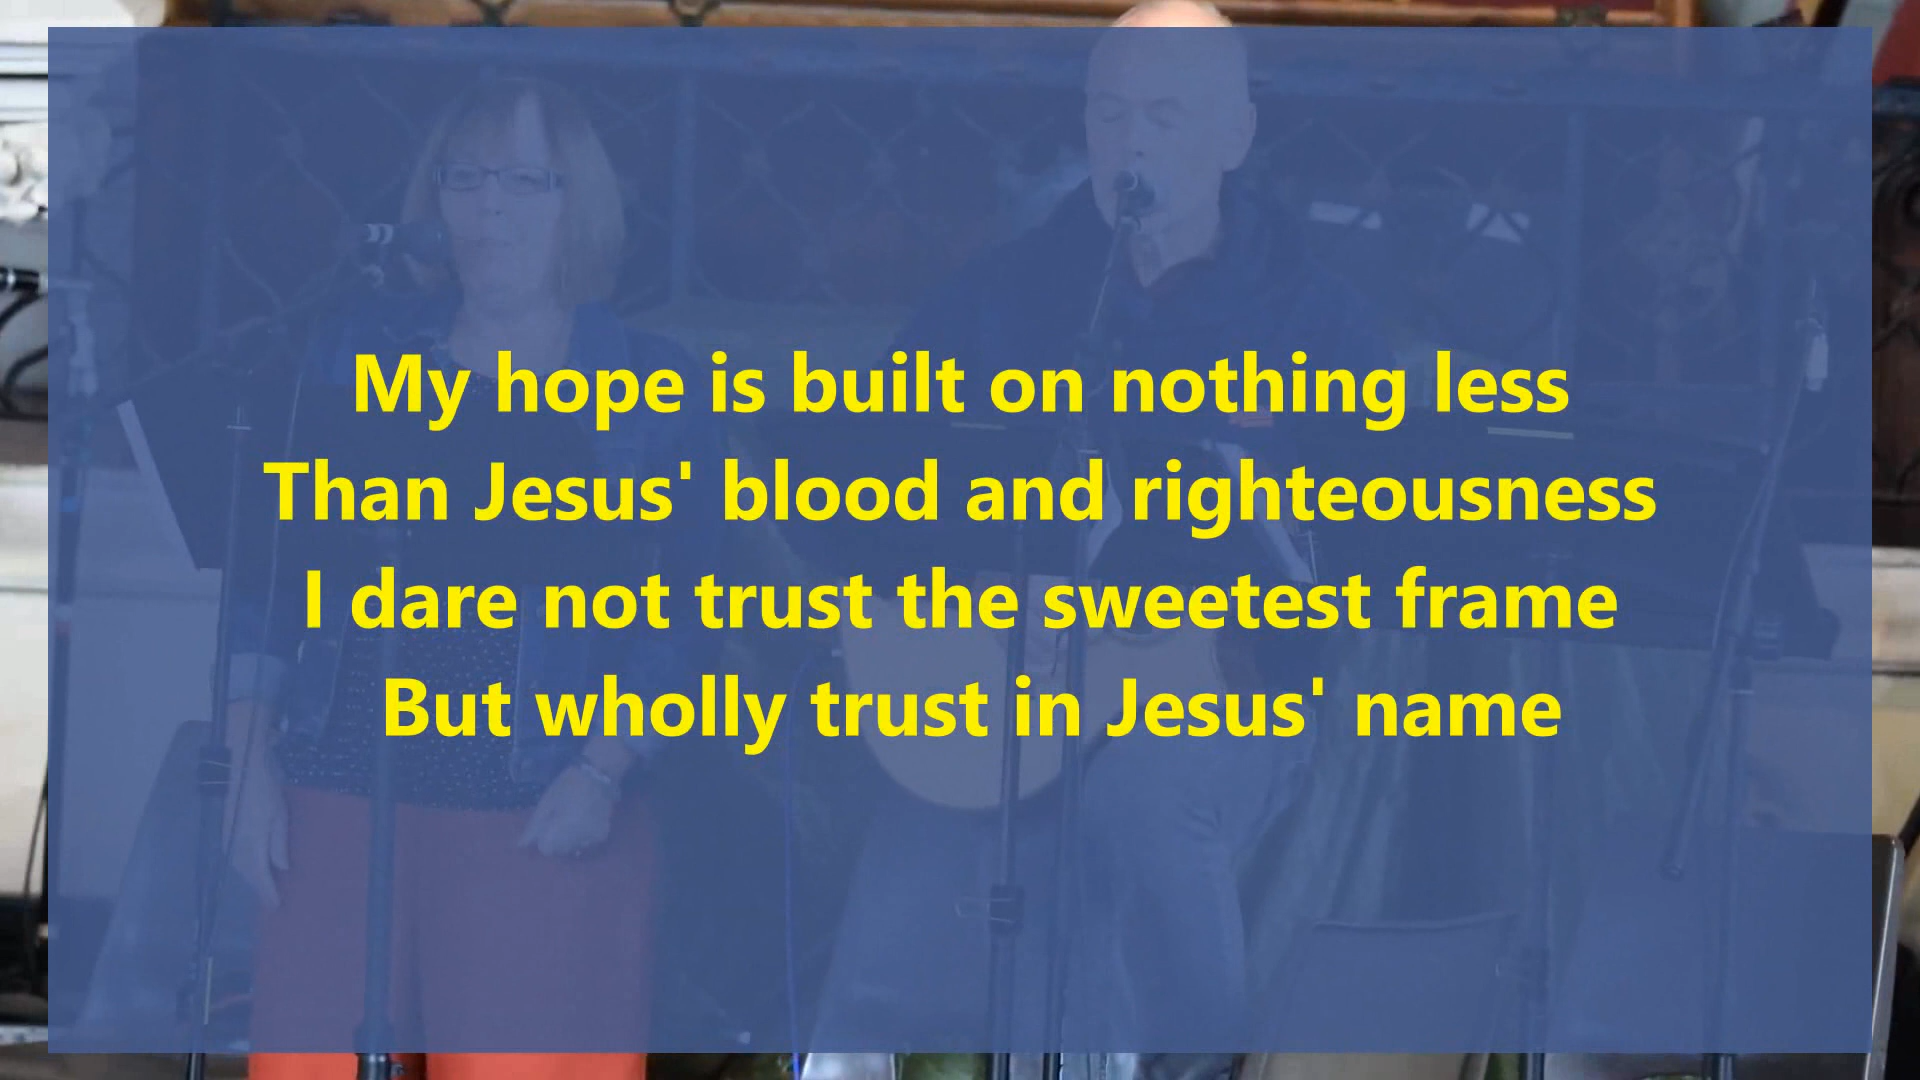 My hope is built on nothing less
Than Jesus' blood and righteousness
I dare not trust the sweetest frame
But wholly trust in Jesus' name